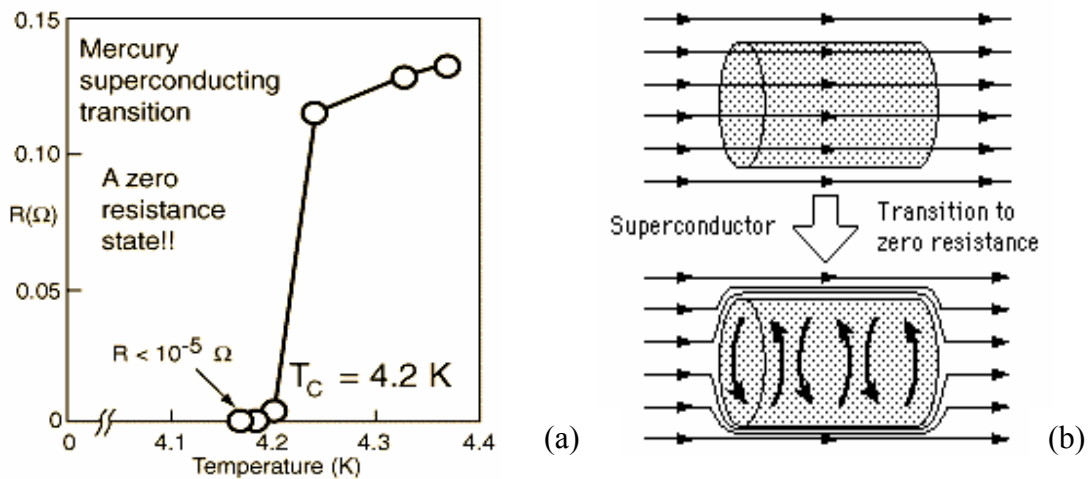 0.15
Mercury
superconducting
transition
0.10
A zero
resistance
state!!
R(Ω)
0.05
R < 10⁻⁵ Ω
T_C = 4.2 K
0
0 4.1 4.2 4.3 4.4
Temperature (K)
(a)
Superconductor
Transition to
zero resistance
(b)